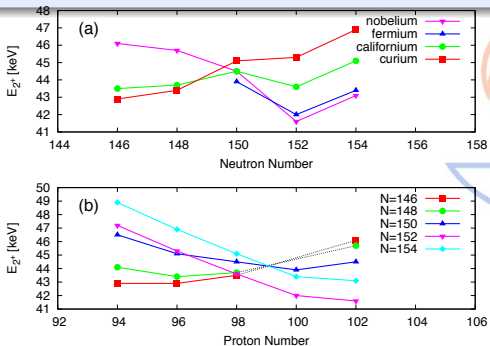 (a)
nobelium
fermium
californium
curium
E2+ [keV]
48
47
46
45
44
43
42
41
144 146 148 150 152 154 156 158
Neutron Number
(b)
N=146
N=148
N=150
N=152
N=154
E2+ [keV]
50
49
48
47
46
45
44
43
42
41
92 94 96 98 100 102 104 106
Proton Number